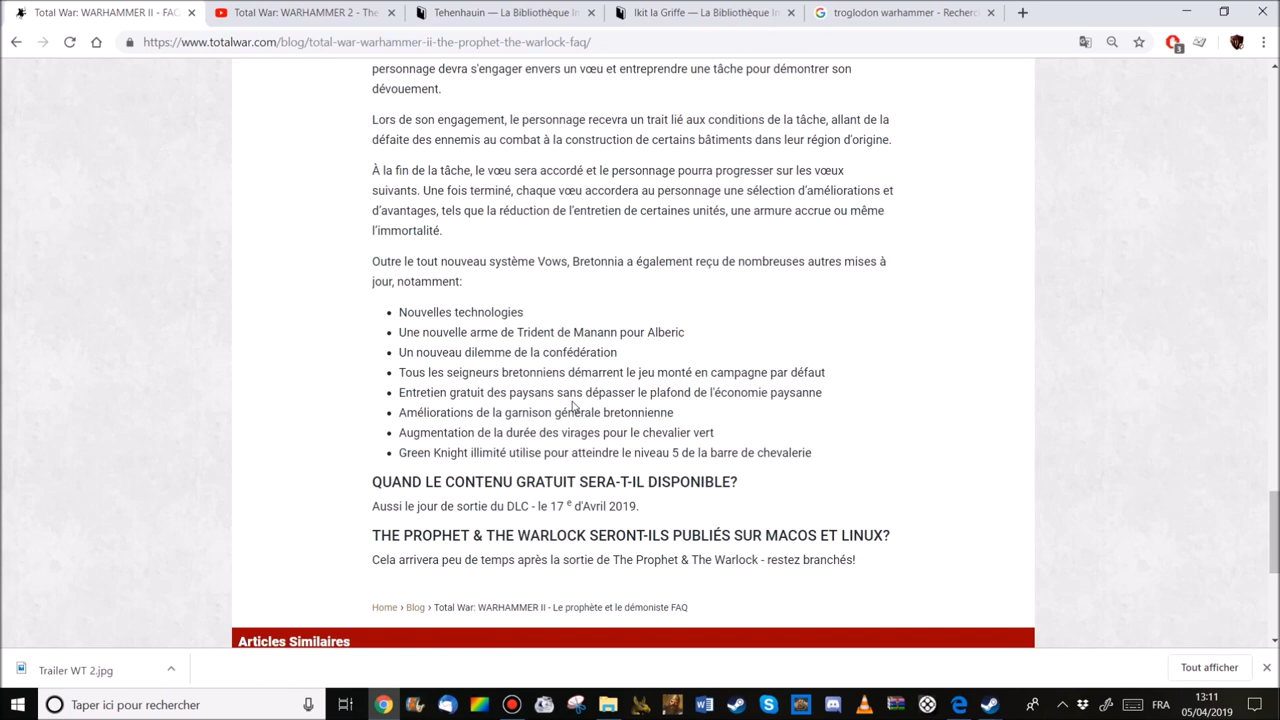 Total War: WARHAMMER II - FAQ
Total War: WARHAMMER 2 - The
Tehenhauin — La Bibliothèque In
Ikit la Griffe — La Bibliothèque In
troglodon warhammer - Recherc
https://www.totalwar.com/blog/total-war-warhammer-ii-the-prophet-the-warlock-faq/
3
personnage devra s'engager envers un vœu et entreprendre une tâche pour démontrer son
dévouement.
Lors de son engagement, le personnage recevra un trait lié aux conditions de la tâche, allant de la
défaite des ennemis au combat à la construction de certains bâtiments dans leur région d'origine.
À la fin de la tâche, le vœu sera accordé et le personnage pourra progresser sur les vœux
suivants. Une fois terminé, chaque vœu accordera au personnage une sélection d'améliorations et
d'avantages, tels que la réduction de l'entretien de certaines unités, une armure accrue ou même
l'immortalité.
Outre le tout nouveau système Vows, Bretonnia a également reçu de nombreuses autres mises à
jour, notamment:
• Nouvelles technologies
• Une nouvelle arme de Trident de Manann pour Alberic
• Un nouveau dilemme de la confédération
• Tous les seigneurs bretonniens démarrent le jeu monté en campagne par défaut
• Entretien gratuit des paysans sans dépasser le plafond de l'économie paysanne
• Améliorations de la garnison générale bretonnienne
• Augmentation de la durée des virages pour le chevalier vert
• Green Knight illimité utilise pour atteindre le niveau 5 de la barre de chevalerie
QUAND LE CONTENU GRATUIT SERA-T-IL DISPONIBLE?
Aussi le jour de sortie du DLC - le 17 e d'Avril 2019.
THE PROPHET & THE WARLOCK SERONT-ILS PUBLIÉS SUR MACOS ET LINUX?
Cela arrivera peu de temps après la sortie de The Prophet & The Warlock - restez branchés!
Home › Blog › Total War: WARHAMMER II - Le prophète et le démoniste FAQ
Articles Similaires
Trailer WT 2.jpg
Tout afficher
Taper ici pour rechercher
FRA
13:11
05/04/2019